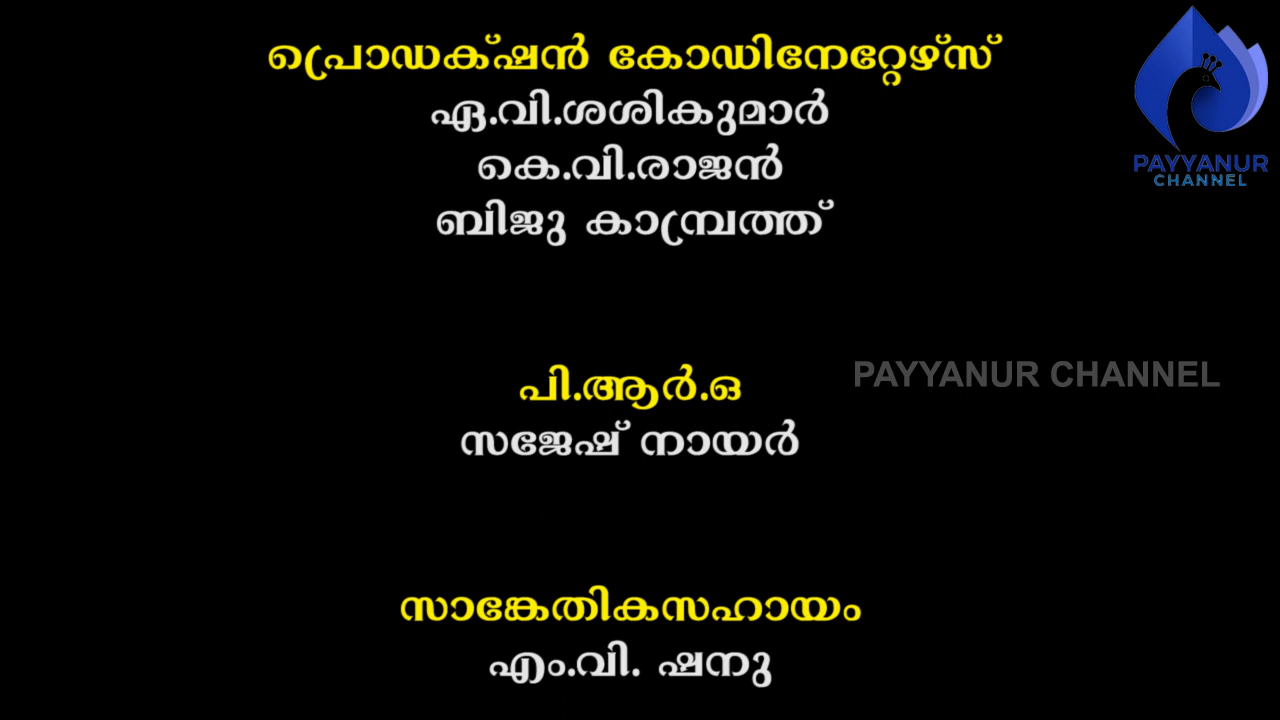 പ്രൊഡക്ഷൻ കോഡിനേറ്റേഴ്സ്
ഏ.വി.ശശികുമാർ
കെ.വി.രാജൻ
ബിജു കാമ്പ്രത്ത്
PAYYANUR
CHANNEL
പി.ആർ.ഒ
PAYYANUR CHANNEL
സജേഷ് നായർ
സാങ്കേതികസഹായം
എം.വി. ഷനു